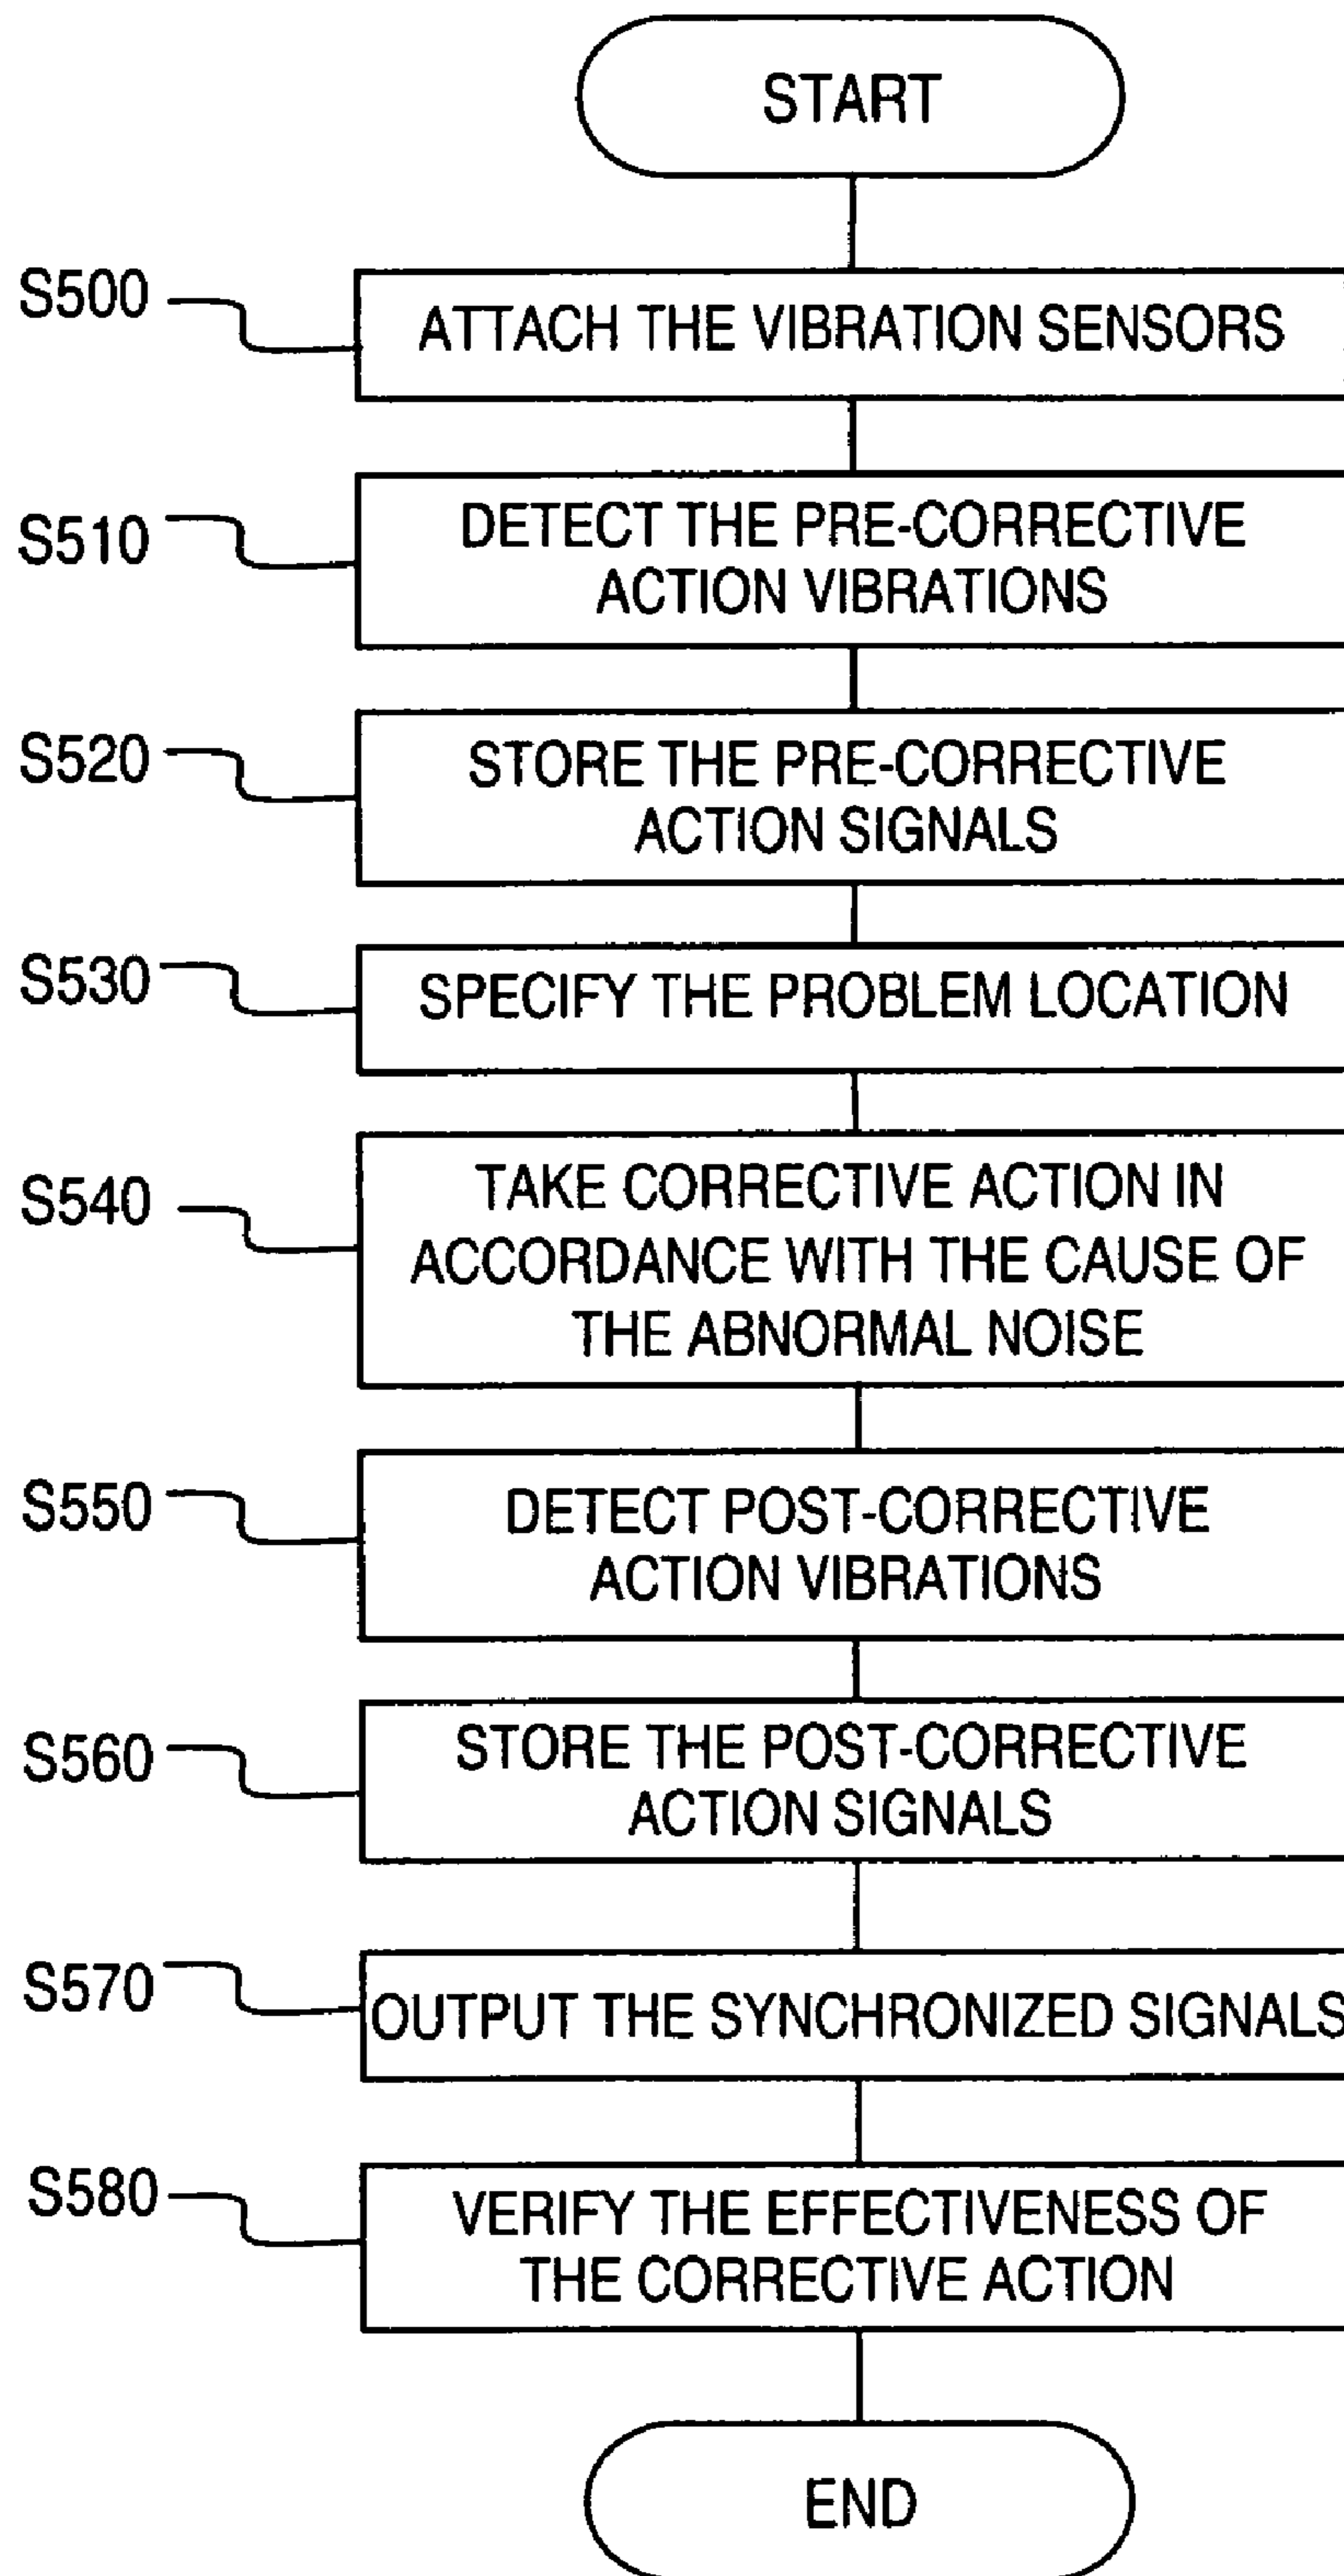 START
S500
ATTACH THE VIBRATION SENSORS
S510
DETECT THE PRE-CORRECTIVE
ACTION VIBRATIONS
S520
STORE THE PRE-CORRECTIVE
ACTION SIGNALS
S530
SPECIFY THE PROBLEM LOCATION
S540
TAKE CORRECTIVE ACTION IN
ACCORDANCE WITH THE CAUSE OF
THE ABNORMAL NOISE
S550
DETECT POST-CORRECTIVE
ACTION VIBRATIONS
S560
STORE THE POST-CORRECTIVE
ACTION SIGNALS
S570
OUTPUT THE SYNCHRONIZED SIGNALS
S580
VERIFY THE EFFECTIVENESS OF
THE CORRECTIVE ACTION
END